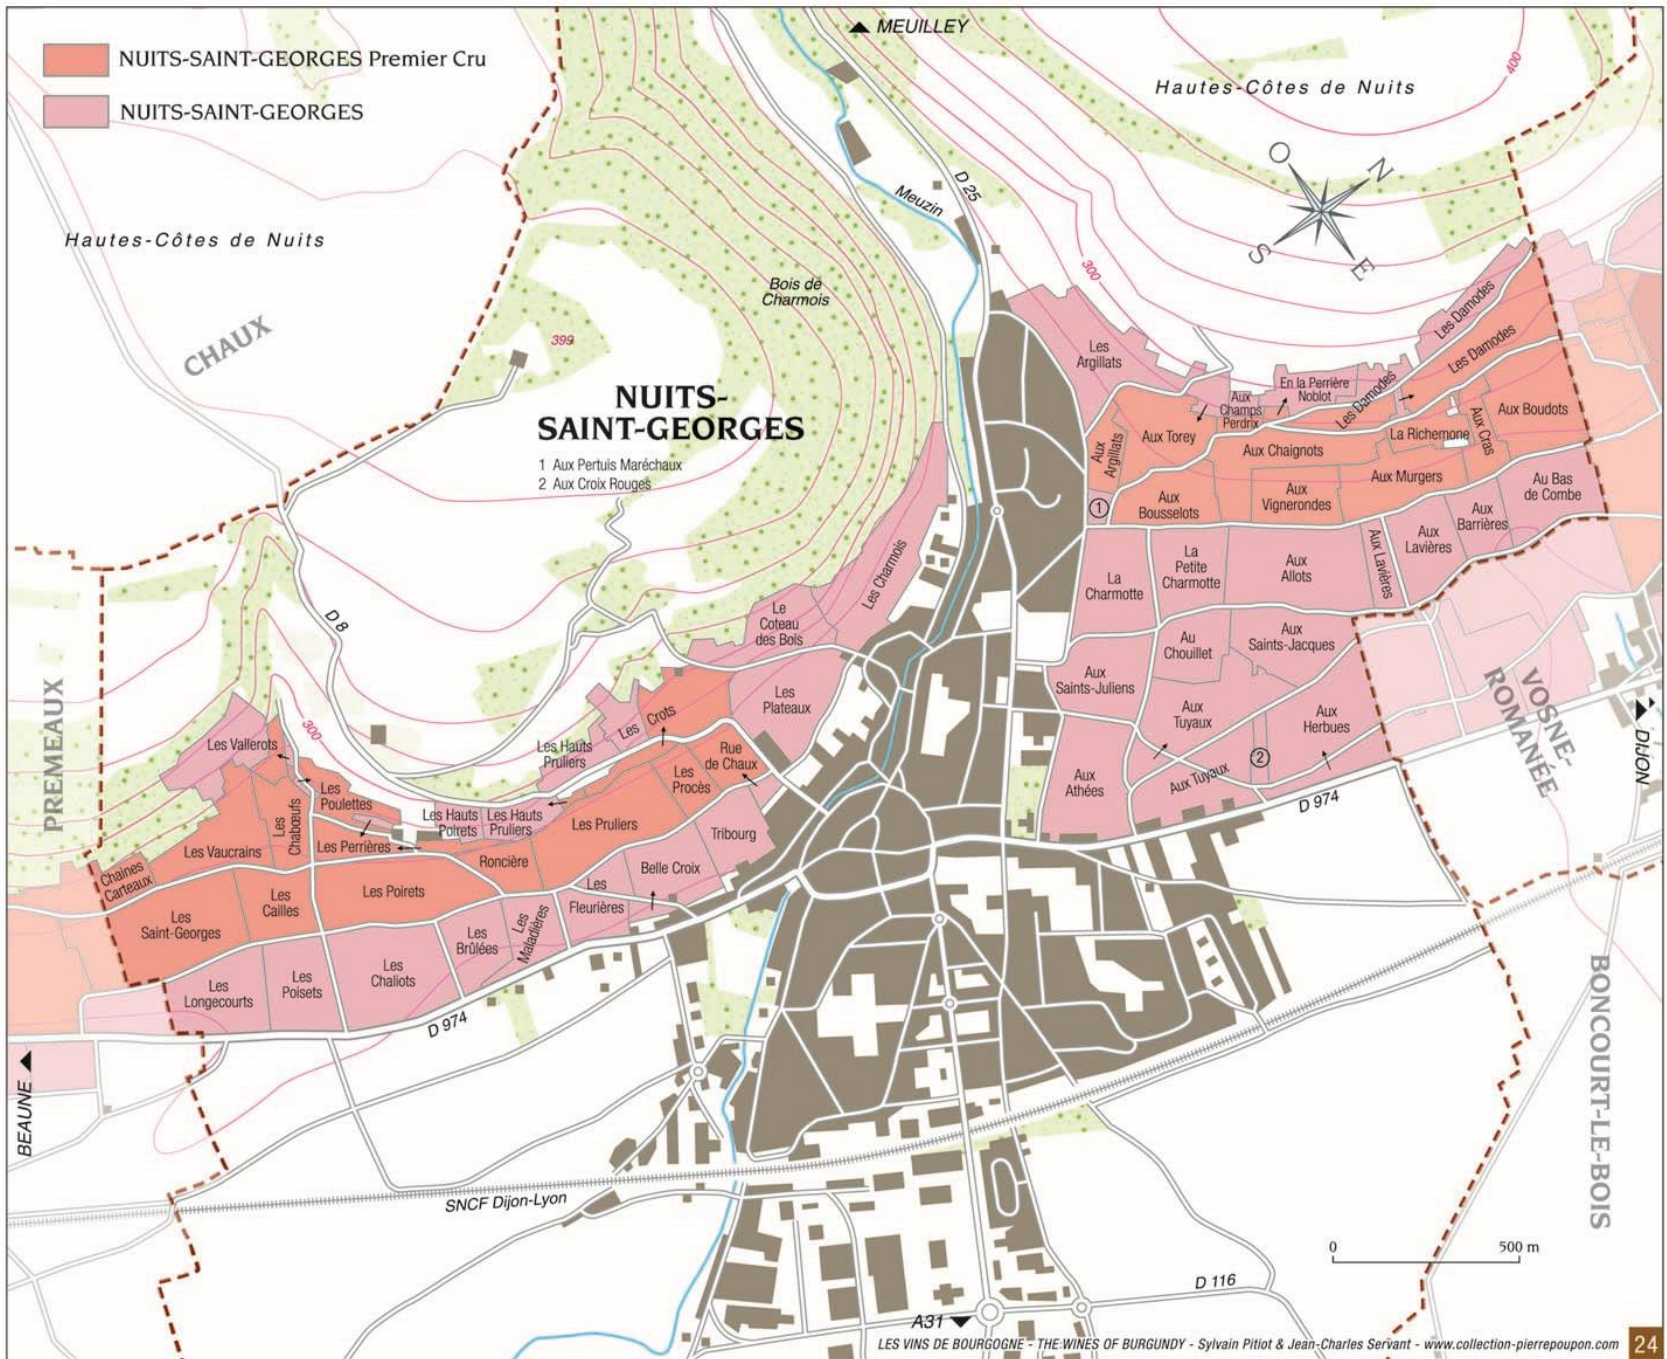 NUITS-SAINT-GEORGES Premier Cru
NUITS-SAINT-GEORGES
MEUILLEY
Hautes-Côtes de Nuits
400
O
N
S
E
D 25
Meuzin
Hautes-Côtes de Nuits
300
Bois de
Charmois
399
CHAUX
NUITS-
SAINT-GEORGES
1 Aux Pertuis Maréchaux
2 Aux Croix Rouges
Les
Argillats
Les Damodes
Les Damodes
En la Perrière
Noblot
Les Damodes
Aux
Champs
Perdrix
Aux Boudots
Aux Cras
La Richemone
Aux Torey
Aux
Argillats
Aux Chaignots
Aux Murgers
Aux
Vignerondes
Aux
Bousselots
1
Au Bas
de Combe
Aux
Barrières
Aux
Lavières
Aux Lavières
Aux
Allots
La
Petite
Charmotte
La
Charmotte
Au
Chouillet
Aux
Saints-Jacques
Aux
Saints-Juliens
Aux
Tuyaux
Aux
Herbues
2
Aux Tuyaux
Aux
Athées
D 974
VOSNE-
ROMANÉE
DIJON
Les Charmois
Le
Coteau
des Bois
Les
Plateaux
D 8
300
PREMEAUX
Les Vallerots
Les Hauts
Pruliers
Les
Crots
Rue
de Chaux
Les
Procès
Les
Poulettes
Les
Chabœufs
Les Hauts
Poirets
Les Hauts
Pruliers
Les Pruliers
Tribourg
Les Vaucrains
Les Perrières
Roncière
Belle Croix
Chaines
Carteaux
Les
Cailles
Les Poirets
Les
Fleurières
Les
Saint-Georges
Les
Brûlées
Les
Maladières
Les
Longecourts
Les
Poisets
Les
Chaliots
D 974
BEAUNE
SNCF Dijon-Lyon
BONCOURT-LE-BOIS
0
500 m
D 116
A31
LES VINS DE BOURGOGNE - THE WINES OF BURGUNDY - Sylvain Pitiot & Jean-Charles Servant - www.collection-pierrepoupon.com
24